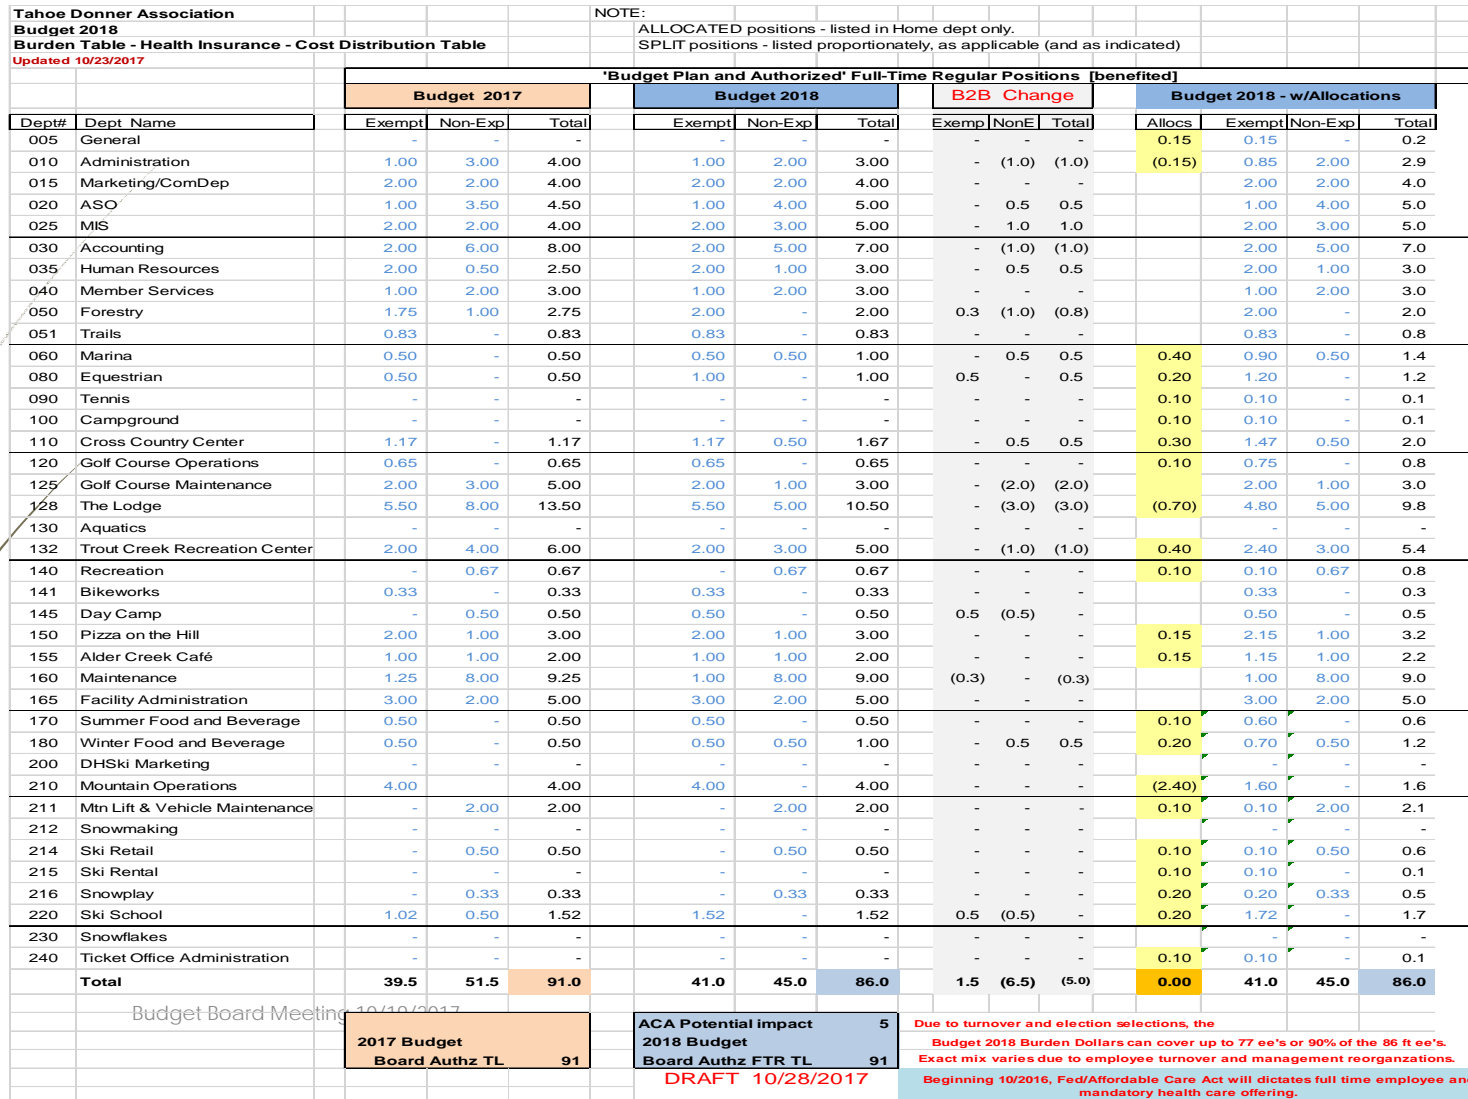 Tahoe Donner Association NOTE:
Budget 2018 ALLOCATED positions - listed in Home dept only.
Burden Table - Health Insurance - Cost Distribution Table SPLIT positions - listed proportionately, as applicable (and as indicated)
Updated 10/23/2017
'Budget Plan and Authorized' Full-Time Regular Positions [benefited]
Budget 2017 Budget 2018 B2B Change Budget 2018 - w/Allocations
Dept# Dept Name Exempt Non-Exp Total Exempt Non-Exp Total Exemp NonE Total Allocs Exempt Non-Exp Total
005 General - - - - - - - - - 0.15 0.15 - 0.2
010 Administration 1.00 3.00 4.00 1.00 2.00 3.00 - (1.0) (1.0) (0.15) 0.85 2.00 2.9
015 Marketing/ComDep 2.00 2.00 4.00 2.00 2.00 4.00 - - - 2.00 2.00 4.0
020 ASO 1.00 3.50 4.50 1.00 4.00 5.00 - 0.5 0.5 1.00 4.00 5.0
025 MIS 2.00 2.00 4.00 2.00 3.00 5.00 - 1.0 1.0 2.00 3.00 5.0
030 Accounting 2.00 6.00 8.00 2.00 5.00 7.00 - (1.0) (1.0) 2.00 5.00 7.0
035 Human Resources 2.00 0.50 2.50 2.00 1.00 3.00 - 0.5 0.5 2.00 1.00 3.0
040 Member Services 1.00 2.00 3.00 1.00 2.00 3.00 - - - 1.00 2.00 3.0
050 Forestry 1.75 1.00 2.75 2.00 - 2.00 0.3 (1.0) (0.8) 2.00 - 2.0
051 Trails 0.83 - 0.83 0.83 - 0.83 - - - 0.83 - 0.8
060 Marina 0.50 - 0.50 0.50 0.50 1.00 - 0.5 0.5 0.40 0.90 0.50 1.4
080 Equestrian 0.50 - 0.50 1.00 - 1.00 0.5 - 0.5 0.20 1.20 - 1.2
090 Tennis - - - - - - - - - 0.10 0.10 - 0.1
100 Campground - - - - - - - - - 0.10 0.10 - 0.1
110 Cross Country Center 1.17 - 1.17 1.17 0.50 1.67 - 0.5 0.5 0.30 1.47 0.50 2.0
120 Golf Course Operations 0.65 - 0.65 0.65 - 0.65 - - - 0.10 0.75 - 0.8
125 Golf Course Maintenance 2.00 3.00 5.00 2.00 1.00 3.00 - (2.0) (2.0) 2.00 1.00 3.0
128 The Lodge 5.50 8.00 13.50 5.50 5.00 10.50 - (3.0) (3.0) (0.70) 4.80 5.00 9.8
130 Aquatics - - - - - - - - - - - -
132 Trout Creek Recreation Center 2.00 4.00 6.00 2.00 3.00 5.00 - (1.0) (1.0) 0.40 2.40 3.00 5.4
140 Recreation - 0.67 0.67 - 0.67 0.67 - - - 0.10 0.10 0.67 0.8
141 Bikeworks 0.33 - 0.33 0.33 - 0.33 - - - 0.33 - 0.3
145 Day Camp - 0.50 0.50 0.50 - 0.50 0.5 (0.5) - 0.50 - 0.5
150 Pizza on the Hill 2.00 1.00 3.00 2.00 1.00 3.00 - - - 0.15 2.15 1.00 3.2
155 Alder Creek Café 1.00 1.00 2.00 1.00 1.00 2.00 - - - 0.15 1.15 1.00 2.2
160 Maintenance 1.25 8.00 9.25 1.00 8.00 9.00 (0.3) - (0.3) 1.00 8.00 9.0
165 Facility Administration 3.00 2.00 5.00 3.00 2.00 5.00 - - - 3.00 2.00 5.0
170 Summer Food and Beverage 0.50 - 0.50 0.50 - 0.50 - - - 0.10 0.60 - 0.6
180 Winter Food and Beverage 0.50 - 0.50 0.50 0.50 1.00 - 0.5 0.5 0.20 0.70 0.50 1.2
200 DHSki Marketing - - - - - - - - - - - -
210 Mountain Operations 4.00 4.00 4.00 - 4.00 - - - (2.40) 1.60 - 1.6
211 Mtn Lift & Vehicle Maintenance - 2.00 2.00 - 2.00 2.00 - - - 0.10 0.10 2.00 2.1
212 Snowmaking - - - - - - - - - - - -
214 Ski Retail - 0.50 0.50 - 0.50 0.50 - - - 0.10 0.10 0.50 0.6
215 Ski Rental - - - - - - - - - 0.10 0.10 - 0.1
216 Snowplay - 0.33 0.33 - 0.33 0.33 - - - 0.20 0.20 0.33 0.5
220 Ski School 1.02 0.50 1.52 1.52 - 1.52 0.5 (0.5) - 0.20 1.72 - 1.7
230 Snowflakes - - - - - - - - - - - -
240 Ticket Office Administration - - - - - - - - - 0.10 0.10 - 0.1
Total 39.5 51.5 91.0 41.0 45.0 86.0 1.5 (6.5) (5.0) 0.00 41.0 45.0 86.0
Budget Board Meeting 10/19/2017
ACA Potential impact 5 Due to turnover and election selections, the
2017 Budget 2018 Budget Budget 2018 Burden Dollars can cover up to 77 ee's or 90% of the 86 ft ee's.
Board Authz TL 91 Board Authz FTR TL 91 Exact mix varies due to employee turnover and management reorganzations.
DRAFT 10/28/2017 Beginning 10/2016, Fed/Affordable Care Act will dictates full time employee and
mandatory health care offering.